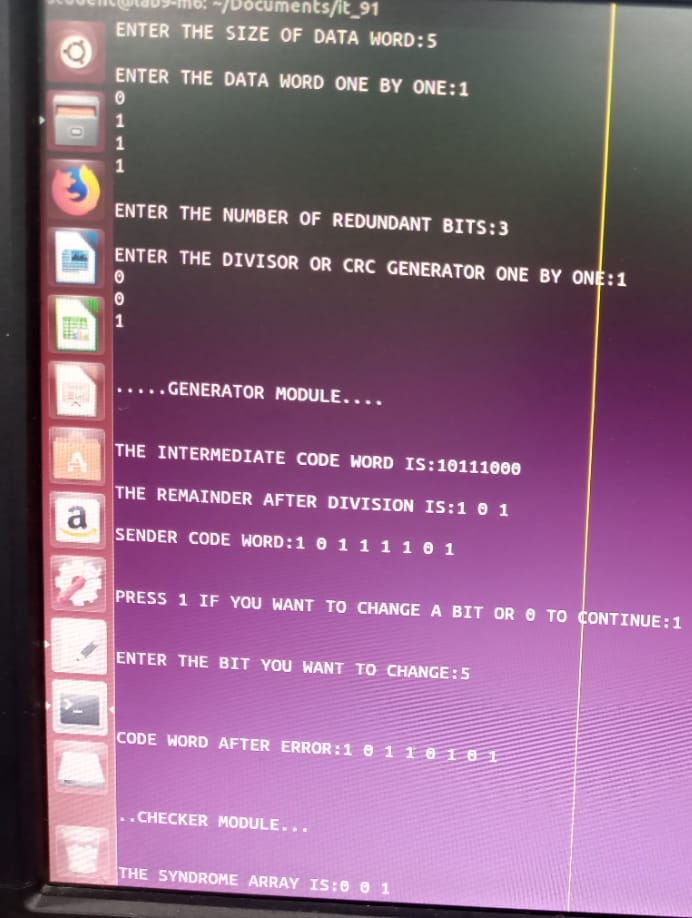 student@lab9-m6: ~/Documents/it_91
ENTER THE SIZE OF DATA WORD:5
ENTER THE DATA WORD ONE BY ONE:1
0
1
1
1
ENTER THE NUMBER OF REDUNDANT BITS:3
ENTER THE DIVISOR OR CRC GENERATOR ONE BY ONE:1
0
0
1
.....GENERATOR MODULE....
THE INTERMEDIATE CODE WORD IS:10111000
THE REMAINDER AFTER DIVISION IS:1 0 1
SENDER CODE WORD:1 0 1 1 1 1 0 1
PRESS 1 IF YOU WANT TO CHANGE A BIT OR 0 TO CONTINUE:1
ENTER THE BIT YOU WANT TO CHANGE:5
CODE WORD AFTER ERROR:1 0 1 1 0 1 0 1
..CHECKER MODULE...
THE SYNDROME ARRAY IS:0 0 1